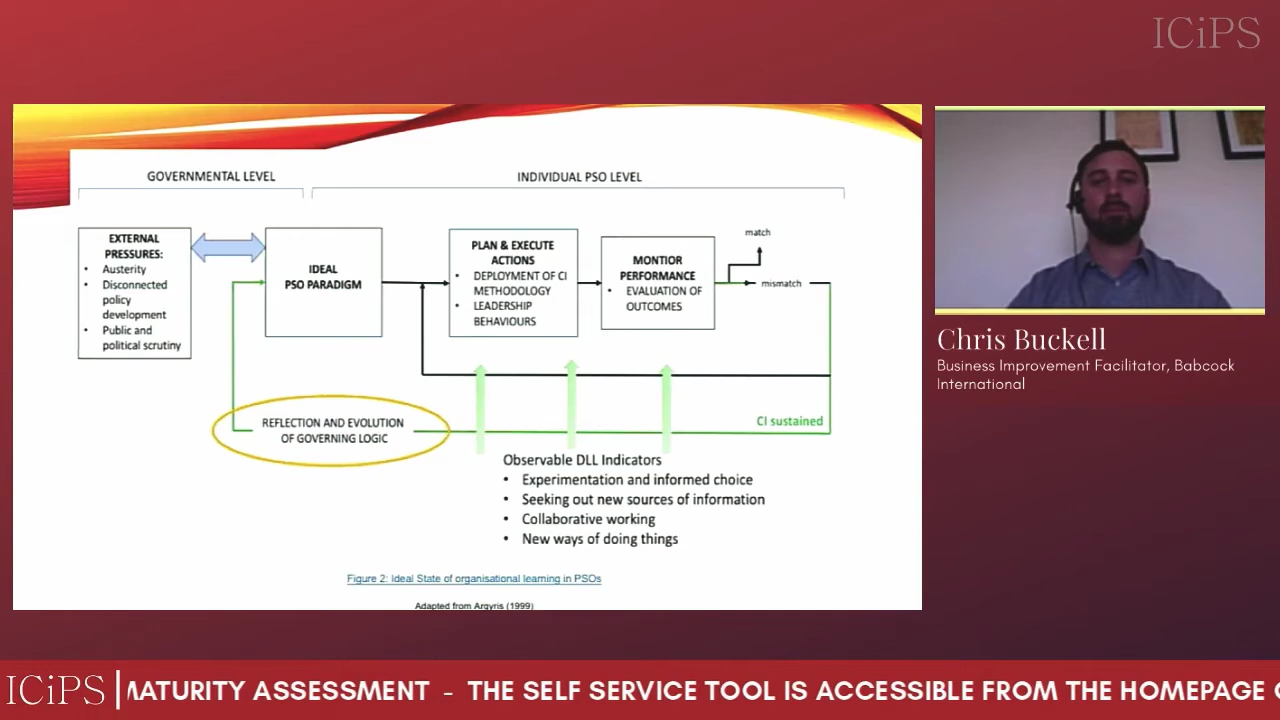 ICiPS
GOVERNMENTAL LEVEL
INDIVIDUAL PSO LEVEL
EXTERNAL
PRESSURES:
• Austerity
• Disconnected
policy
development
• Public and
political scrutiny
IDEAL
PSO PARADIGM
PLAN & EXECUTE
ACTIONS
• DEPLOYMENT OF CI
METHODOLOGY
• LEADERSHIP
BEHAVIOURS
MONTIOR
PERFORMANCE
• EVALUATION OF
OUTCOMES
match
mismatch
REFLECTION AND EVOLUTION
OF GOVERNING LOGIC
CI sustained
Observable DLL Indicators
• Experimentation and informed choice
• Seeking out new sources of information
• Collaborative working
• New ways of doing things
Figure 2: Ideal State of organisational learning in PSOs
Adapted from Argyris (1999)
Chris Buckell
Business Improvement Facilitator, Babcock
International
ICiPS MATURITY ASSESSMENT - THE SELF SERVICE TOOL IS ACCESSIBLE FROM THE HOMEPAGE